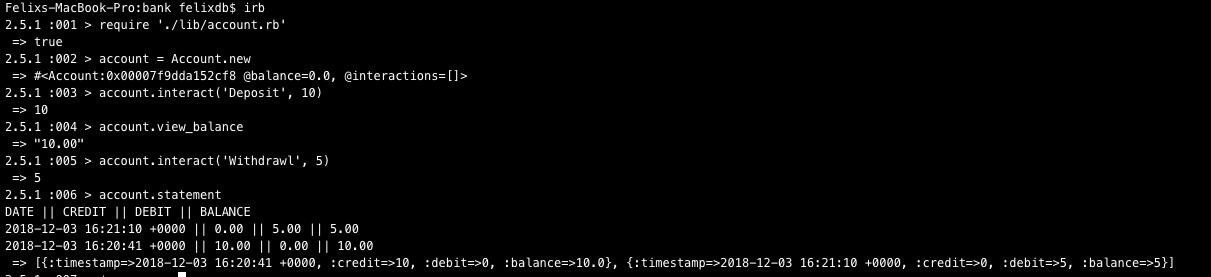 Felixs-MacBook-Pro:bank felixdb$ irb
2.5.1 :001 > require './lib/account.rb'
 => true
2.5.1 :002 > account = Account.new
 => #<Account:0x00007f9dda152cf8 @balance=0.0, @interactions=[]>
2.5.1 :003 > account.interact('Deposit', 10)
 => 10
2.5.1 :004 > account.view_balance
 => "10.00"
2.5.1 :005 > account.interact('Withdrawl', 5)
 => 5
2.5.1 :006 > account.statement
DATE || CREDIT || DEBIT || BALANCE
2018-12-03 16:21:10 +0000 || 0.00 || 5.00 || 5.00
2018-12-03 16:20:41 +0000 || 10.00 || 0.00 || 10.00
 => [{:timestamp=>2018-12-03 16:20:41 +0000, :credit=>10, :debit=>0, :balance=>10.0}, {:timestamp=>2018-12-03 16:21:10 +0000, :credit=>0, :debit=>5, :balance=>5}]